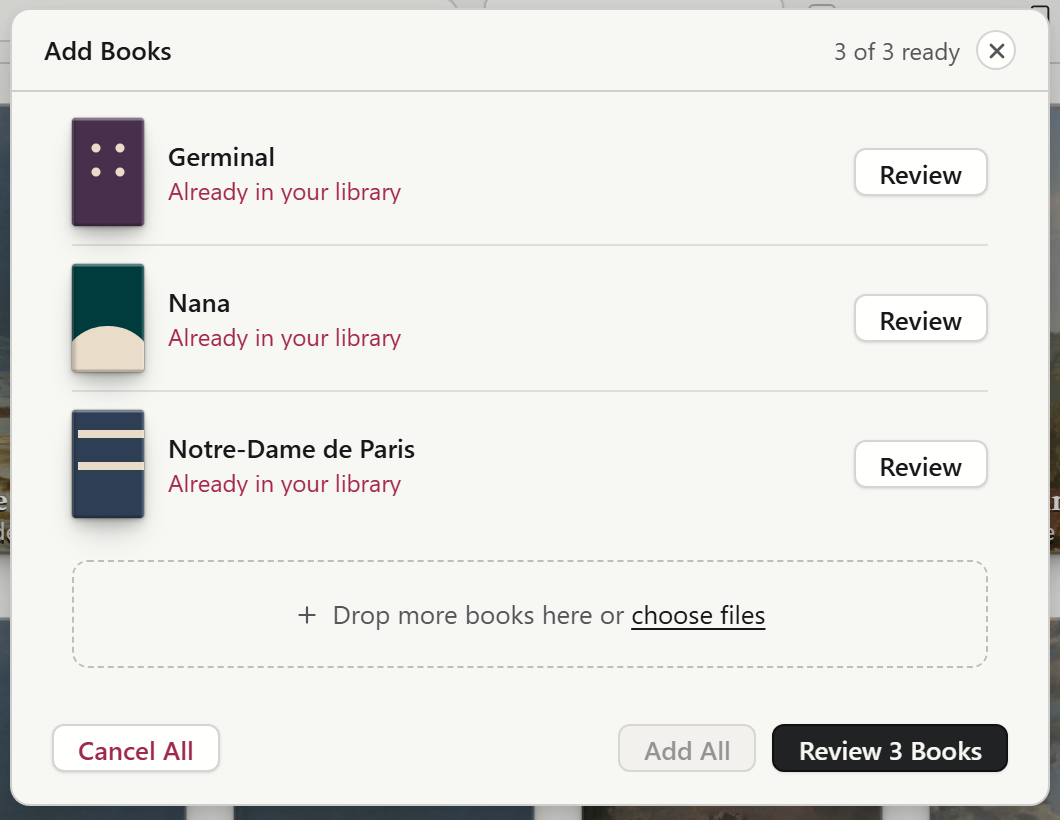 Add Books
3 of 3 ready
Germinal
Already in your library
Review
Nana
Already in your library
Review
Notre-Dame de Paris
Already in your library
Review
+ Drop more books here or choose files
Cancel All
Add All
Review 3 Books